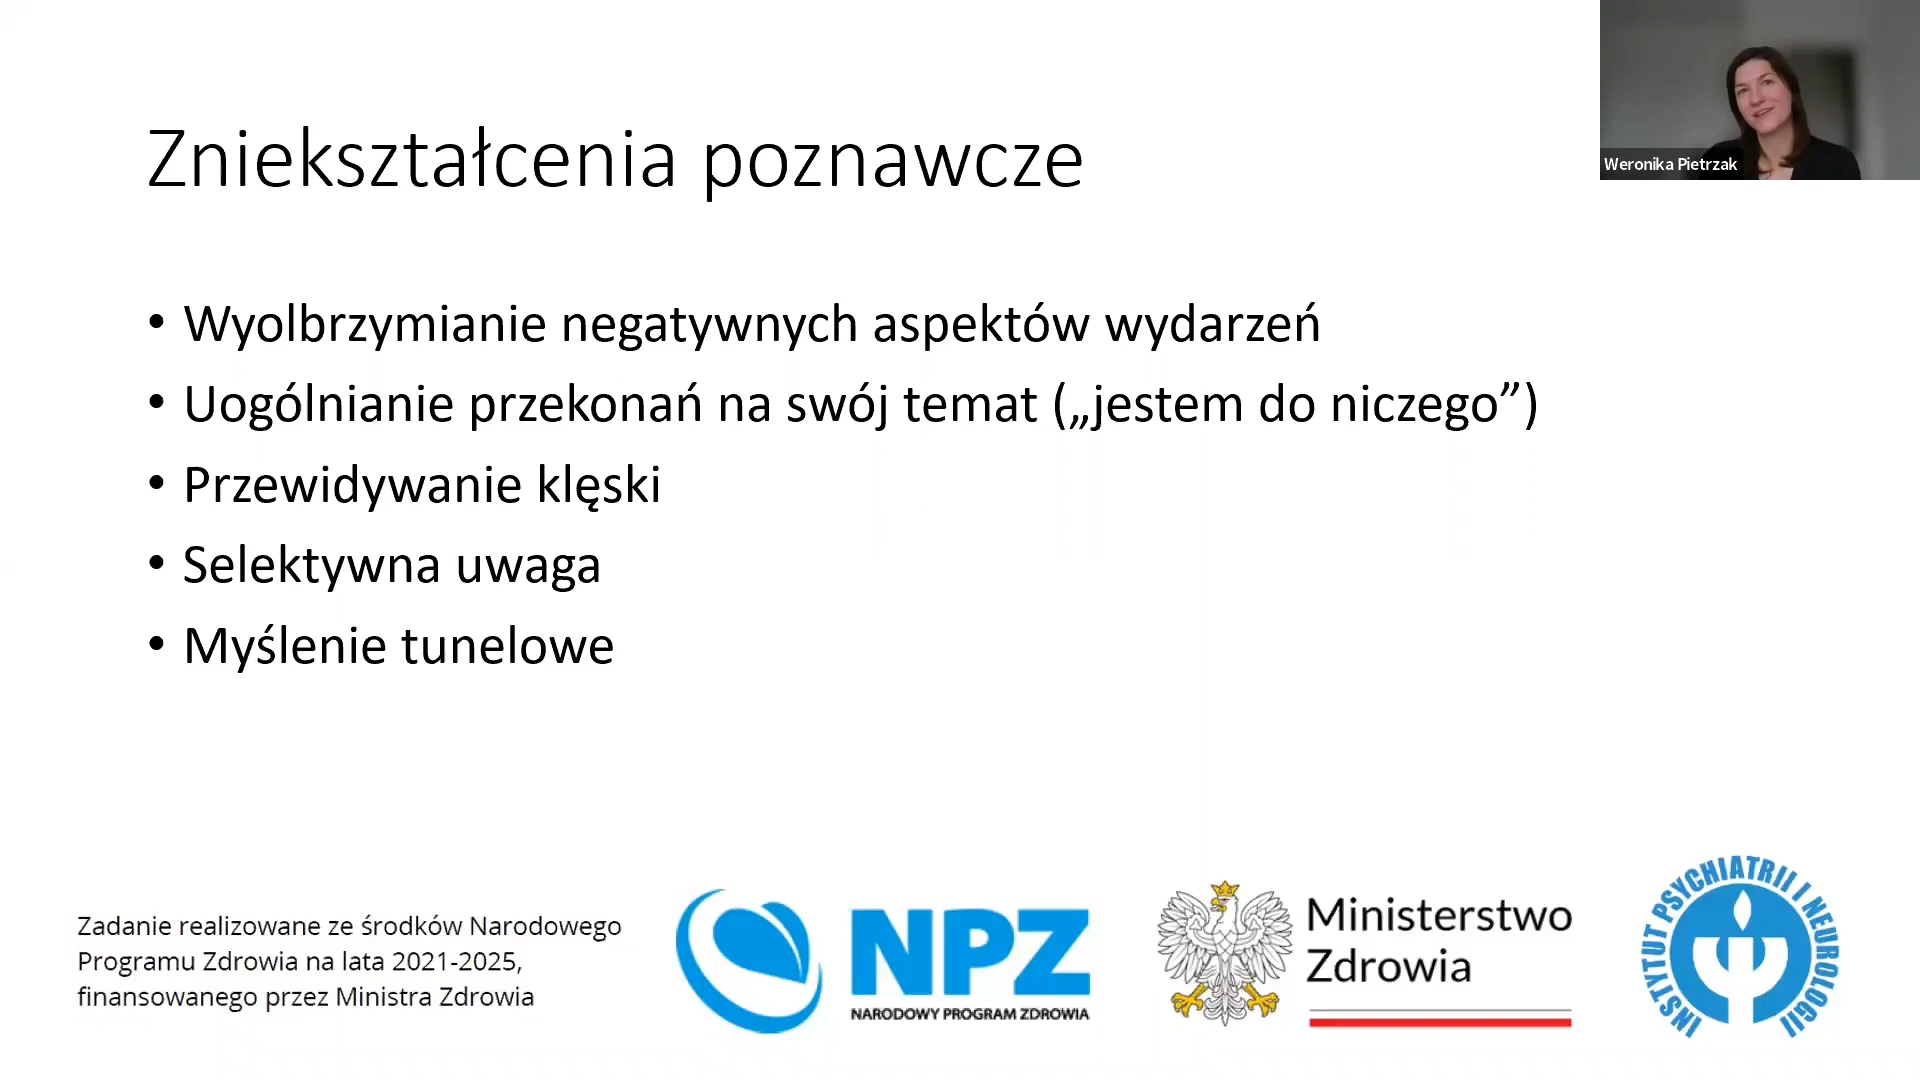 Zniekształcenia poznawcze
Weronika Pietrzak
• Wyolbrzymianie negatywnych aspektów wydarzeń
• Uogólnianie przekonań na swój temat („jestem do niczego”)
• Przewidywanie klęski
• Selektywna uwaga
• Myślenie tunelowe
Zadanie realizowane ze środków Narodowego
Programu Zdrowia na lata 2021-2025,
finansowanego przez Ministra Zdrowia
NPZ
NARODOWY PROGRAM ZDROWIA
Ministerstwo
Zdrowia
INSTYTUT PSYCHIATRII I NEUROLOGII